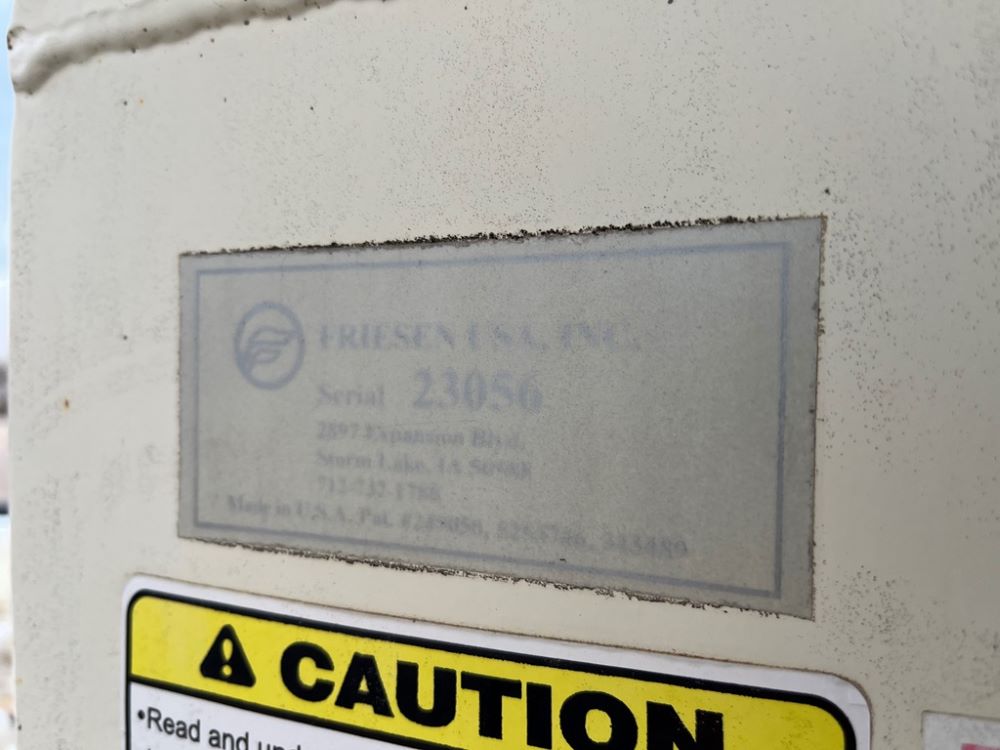 FRIESEN USA, INC.
Serial 23056
2897 Expansion Blvd.
Storm Lake, IA 50588
712-732-1786
Made in U.S.A. Pat.
CAUTION
•Read and